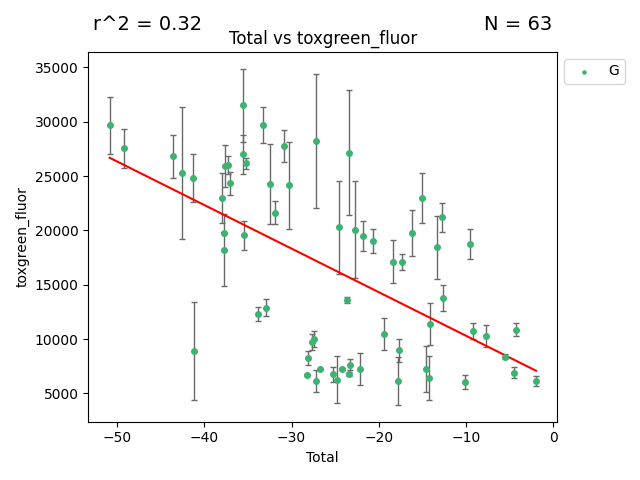 r^2 = 0.32
N = 63
Total vs toxgreen_fluor
G
35000
30000
25000
20000
15000
10000
5000
toxgreen_fluor
−50
−40
−30
−20
−10
0
Total